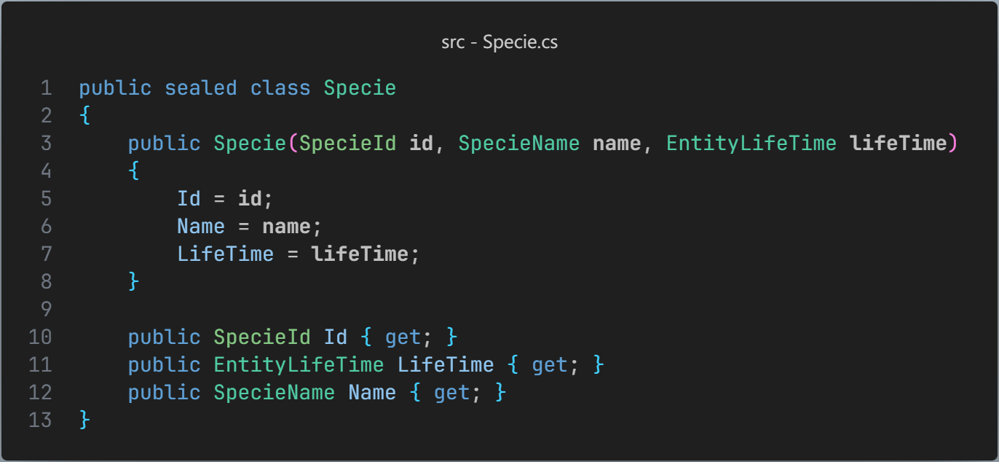 src - Specie.cs
1 public sealed class Specie
2 {
3     public Specie(SpecieId id, SpecieName name, EntityLifeTime lifeTime)
4     {
5         Id = id;
6         Name = name;
7         LifeTime = lifeTime;
8     }
9
10     public SpecieId Id { get; }
11     public EntityLifeTime LifeTime { get; }
12     public SpecieName Name { get; }
13 }